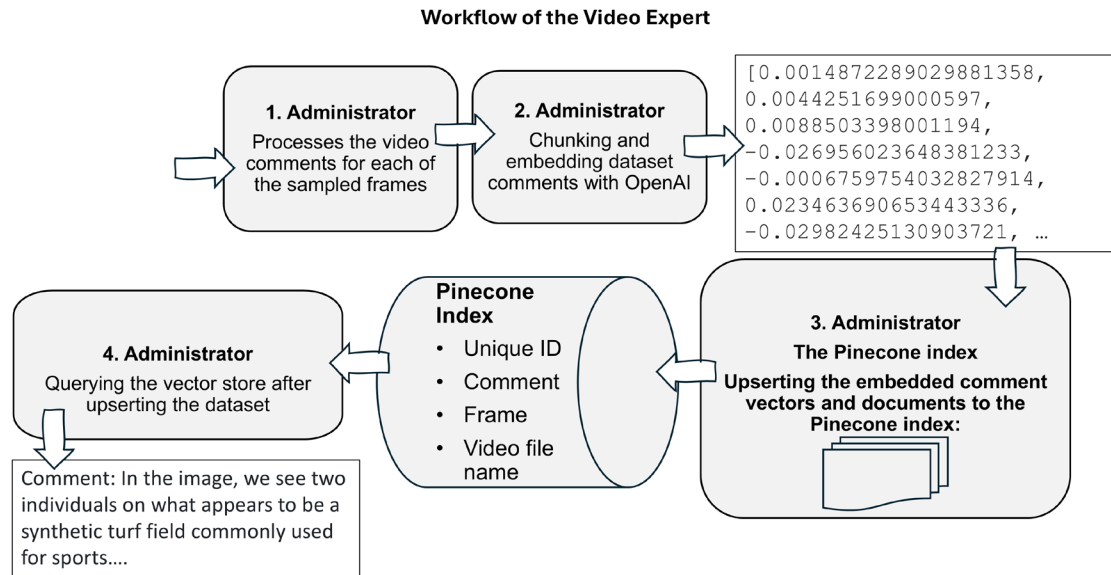 Workflow of the Video Expert
1. Administrator
Processes the video
comments for each of
the sampled frames
2. Administrator
Chunking and
embedding dataset
comments with OpenAI
[0.0014872289029881358,
0.0044251699000597,
0.008850339800​1194,
-0.026956023648381233,
-0.0006759754032827914,
0.023463690653443336,
-0.02982425130903721, …
3. Administrator
The Pinecone index
Upserting the embedded comment
vectors and documents to the
Pinecone index:
Pinecone
Index
• Unique ID
• Comment
• Frame
• Video file
name
4. Administrator
Querying the vector store after
upserting the dataset
Comment: In the image, we see two
individuals on what appears to be a
synthetic turf field commonly used
for sports....